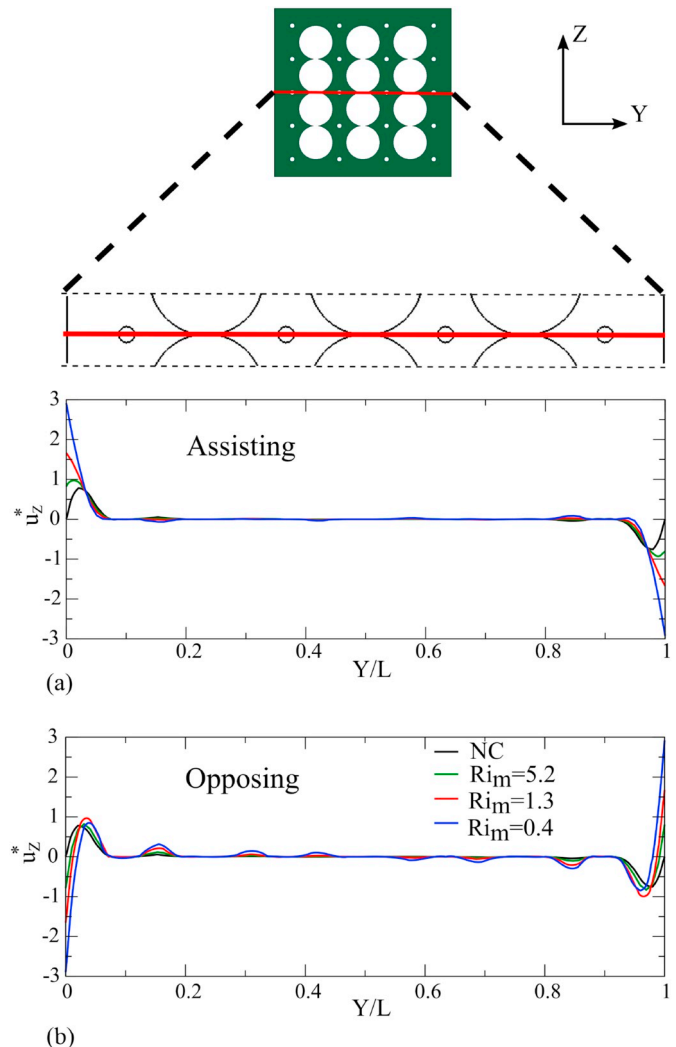 Z
Y
3
2
1
0
-1
-2
-3
u*z
Assisting
0 0.2 0.4 0.6 0.8 1
Y/L
(a)
3
2
1
0
-1
-2
-3
u*z
Opposing
NC
Rim=5.2
Rim=1.3
Rim=0.4
0 0.2 0.4 0.6 0.8 1
Y/L
(b)